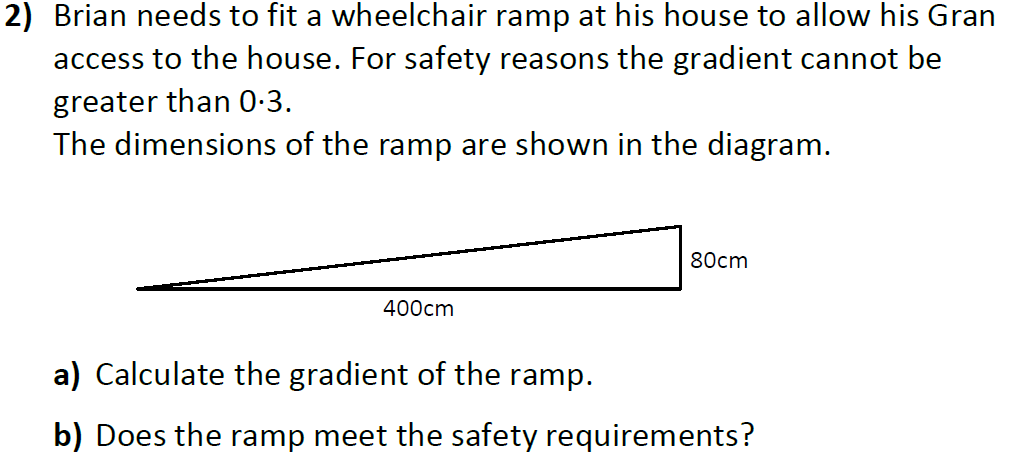 2) Brian needs to fit a wheelchair ramp at his house to allow his Gran
access to the house. For safety reasons the gradient cannot be
greater than 0·3.
The dimensions of the ramp are shown in the diagram.
80cm
400cm
a) Calculate the gradient of the ramp.
b) Does the ramp meet the safety requirements?